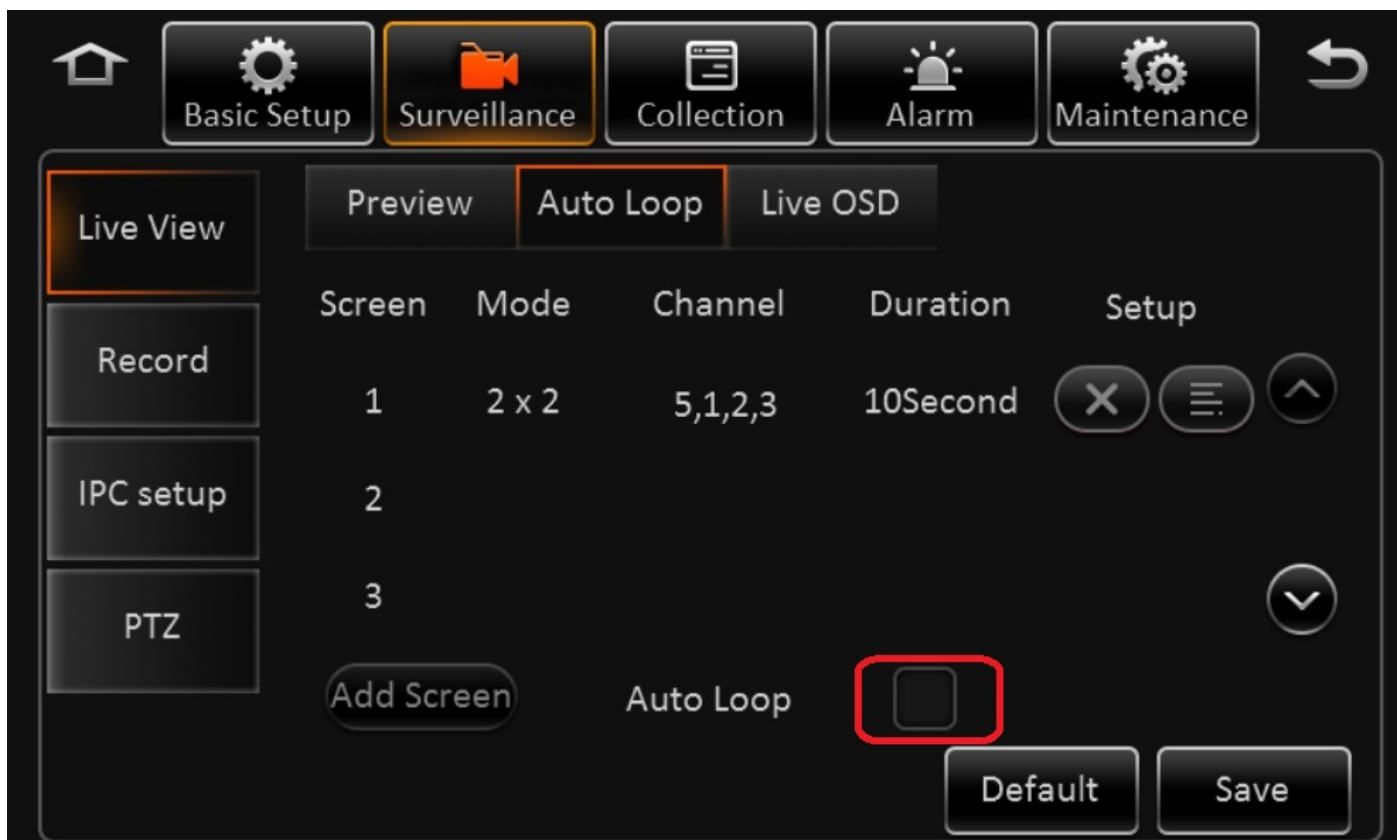 Basic Setup
Surveillance
Collection
Alarm
Maintenance
Live View
Record
IPC setup
PTZ
Preview Auto Loop Live OSD
Screen Mode Channel Duration Setup
1 2 x 2 5,1,2,3 10Second
2
3
Add Screen Auto Loop
Default Save